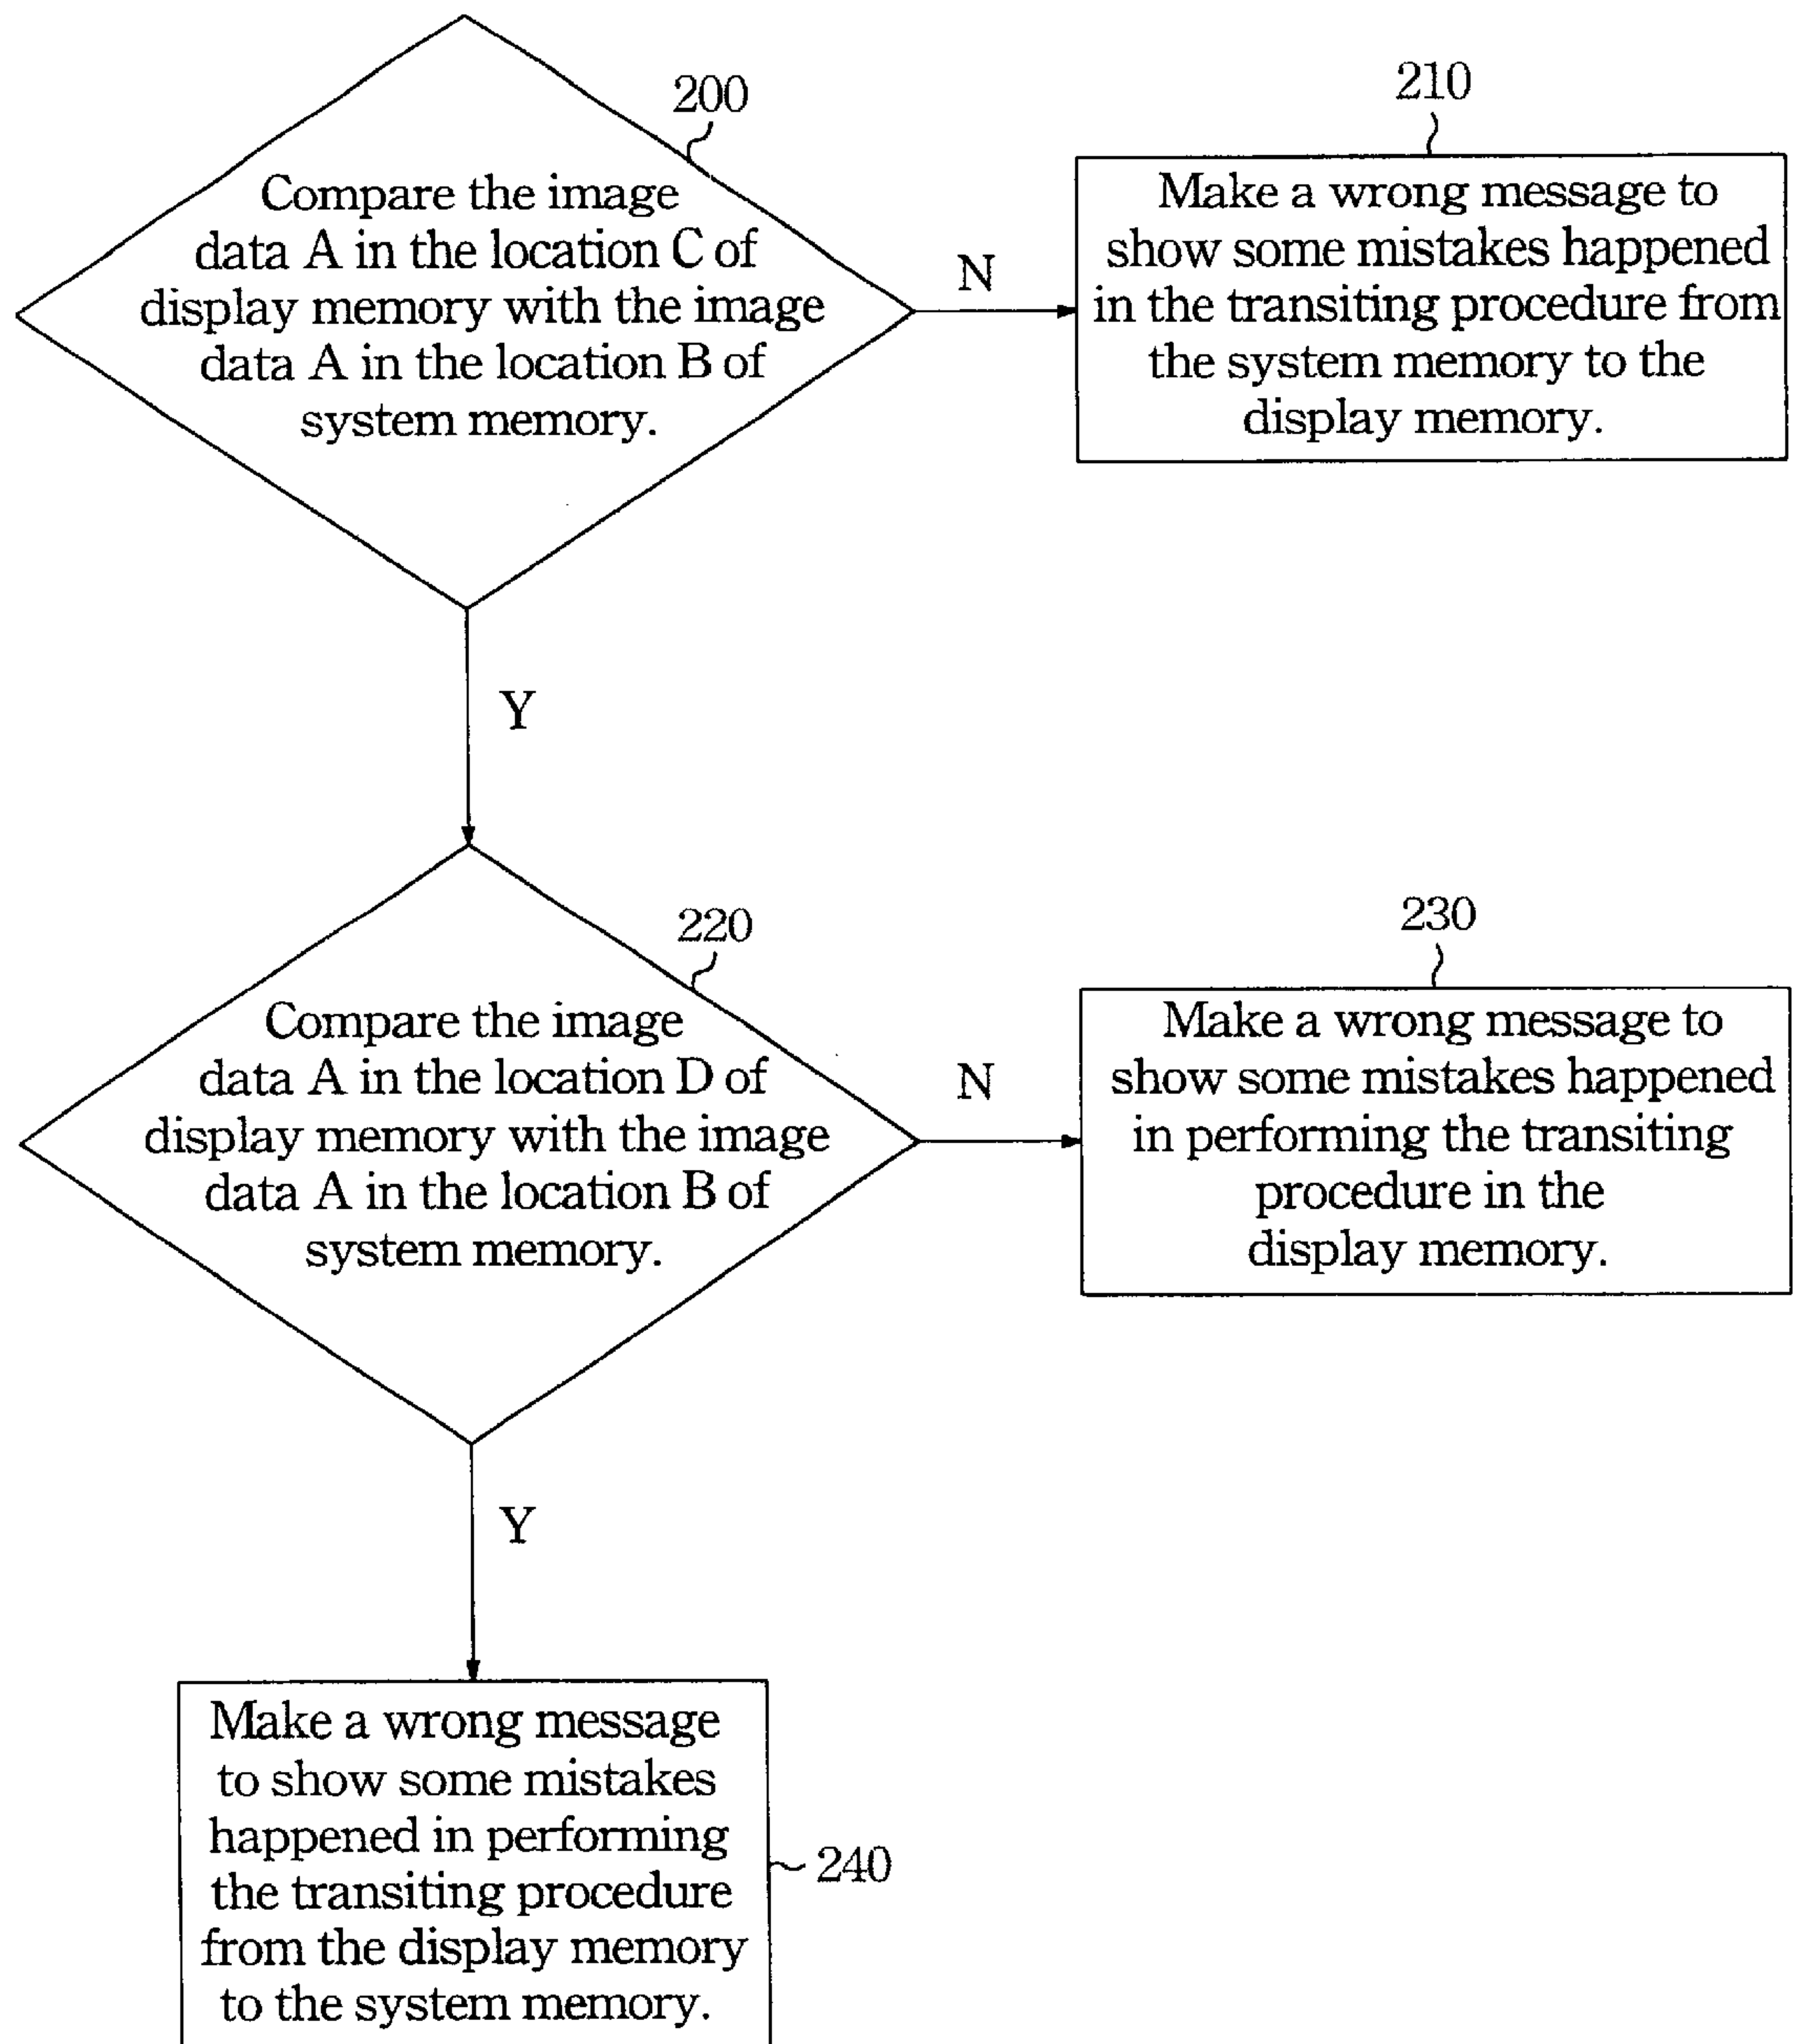 200
Compare the image
data A in the location C of
display memory with the image
data A in the location B of
system memory.
N
210
Make a wrong message to
show some mistakes happened
in the transiting procedure from
the system memory to the
display memory.
Y
220
Compare the image
data A in the location D of
display memory with the image
data A in the location B of
system memory.
N
230
Make a wrong message to
show some mistakes happened
in performing the transiting
procedure in the
display memory.
Y
Make a wrong message
to show some mistakes
happened in performing
the transiting procedure
from the display memory
to the system memory.
240